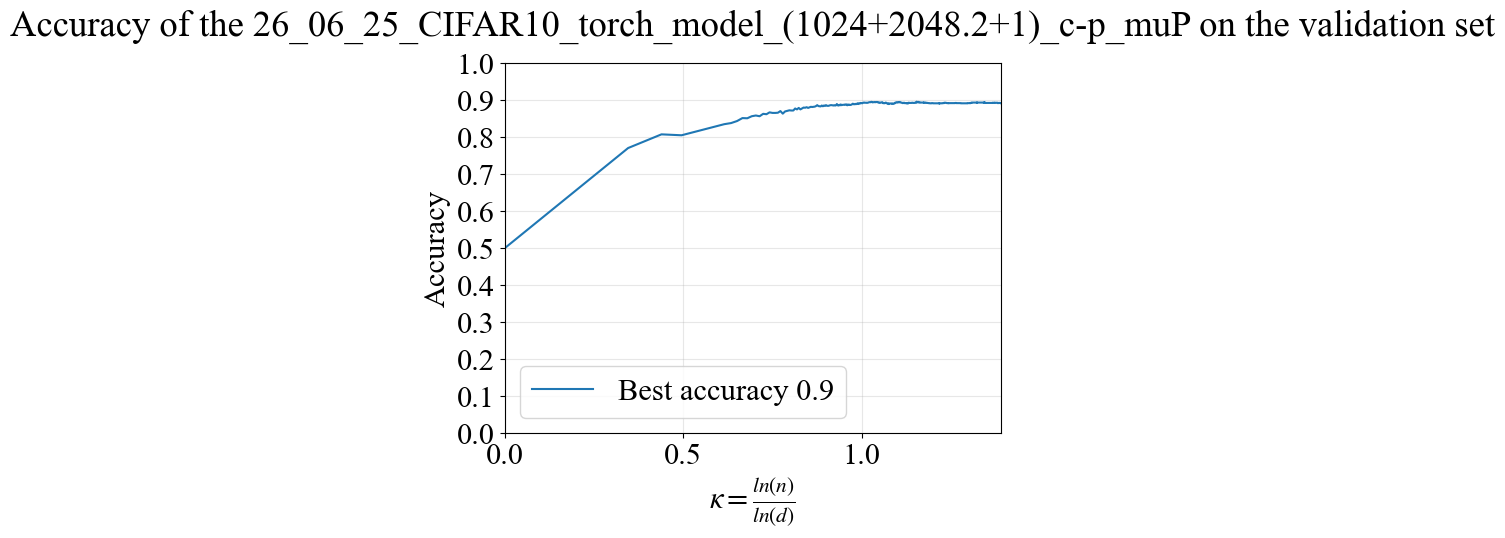 Accuracy of the 26_06_25_CIFAR10_torch_model_(1024+2048.2+1)_c-p_muP on the validation set
1.0
0.9
0.8
0.7
0.6
0.5
0.4
0.3
0.2
0.1
0.0
Accuracy
Best accuracy 0.9
0.0 0.5 1.0
κ = ln(n)/ln(d)